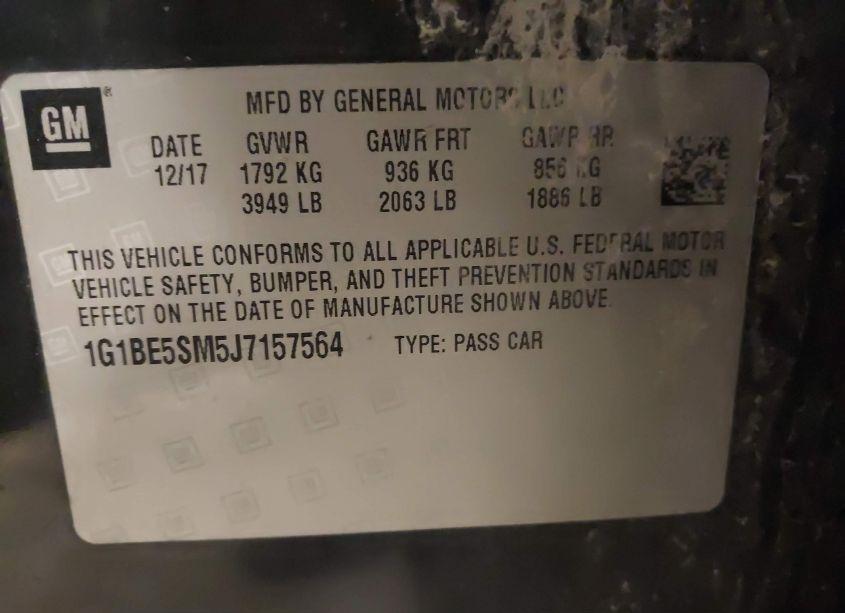 GM®
MFD BY GENERAL MOTORS LLC
DATE GVWR GAWR FRT GAWR RR
12/17 1792 KG 936 KG 856 KG
3949 LB 2063 LB 1886 LB
THIS VEHICLE CONFORMS TO ALL APPLICABLE U.S. FEDERAL MOTOR
VEHICLE SAFETY, BUMPER, AND THEFT PREVENTION STANDARDS IN
EFFECT ON THE DATE OF MANUFACTURE SHOWN ABOVE.
1G1BE5SM5J7157564 TYPE: PASS CAR